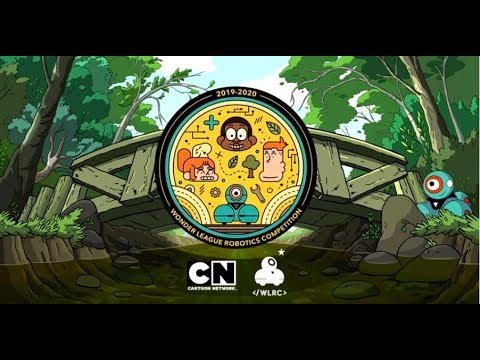 2019-2020
WONDER LEAGUE ROBOTICS COMPETITION
CN
CARTOON NETWORK.
</WLRC>